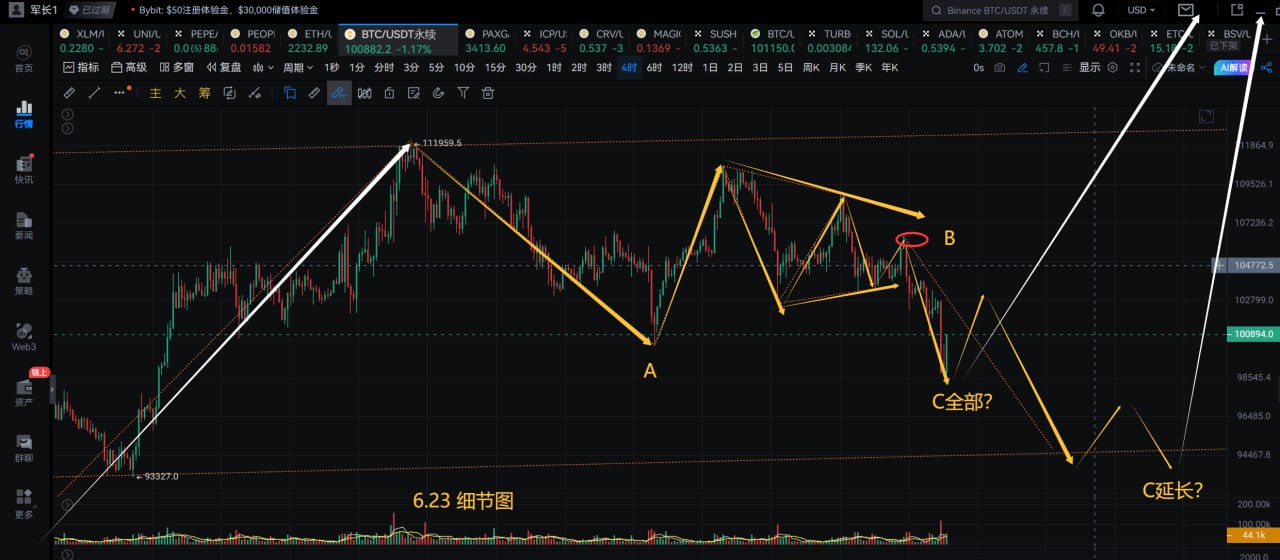 军长1 已过期 Bybit: $50注册体验金，$30,000储值体验金 Binance BTC/USDT 永续 / USD
XLM/ UNI/L PEPE/ PEOPI ETH/L BTC/USDT永续 PAXG ICP/U CRV/L MAGI SUSH BTC/L TURB SOL/U ADA/U ATOM BCH/U OKB/U ETC/ BSV/U
0.2280 - 6.272 -2 0.0{5}88 0.01582 2232.89 100882.2 -1.17% 3413.60 4.543 -5 0.537 -3 0.1369 - 0.5363 - 101150. 0.003084 132.06 - 0.5394 - 3.702 -2 457.8 -1 49.41 -2 15.1 -2 已下架
指标 高级 多窗 复盘 周期 1秒 1分 3分 5分 10分 15分 30分 1时 2时 3时 4时 6时 12时 1日 2日 3日 5日 周K 月K 季K 年K 0s 显示 未命名 AI解读
主 大 筹
首页
行情
快讯
要闻
策略
Web3
链上
资产
群聊
更多
111959.5
93327.0
A
B
C全部？
C延长？
6.23 细节图
111864.9
109526.1
107236.2
104772.5
102799.0
100894.0
98545.4
96485.0
94467.8
200.00k
100.00k
44.1k
2000.0